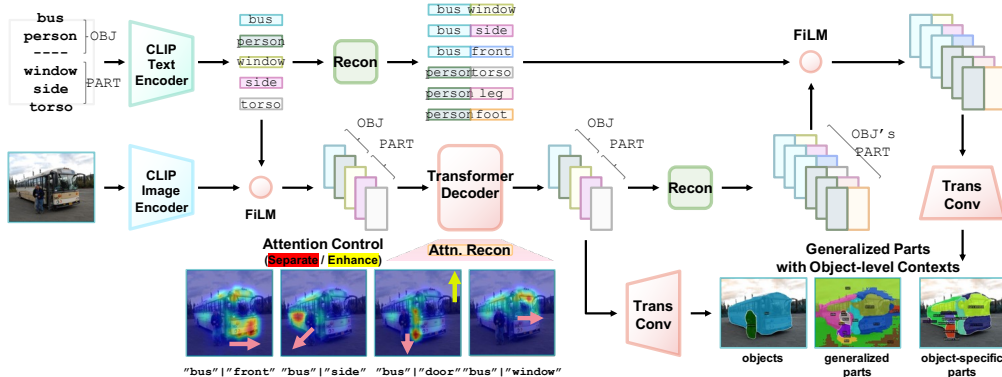 bus
person
----
window
side
torso
OBJ
PART
CLIP
Text
Encoder
bus
person
window
side
torso
Recon
bus window
bus side
bus front
person torso
person leg
person foot
FiLM
CLIP
Image
Encoder
FiLM
OBJ
PART
Transformer
Decoder
OBJ
PART
Recon
OBJ's
PART
Trans
Conv
Attention Control
(Separate / Enhance)
Attn. Recon
"bus"|"front"
"bus"|"side"
"bus"|"door"
"bus"|"window"
Trans
Conv
Generalized Parts
with Object-level Contexts
objects
generalized
parts
object-specific
parts